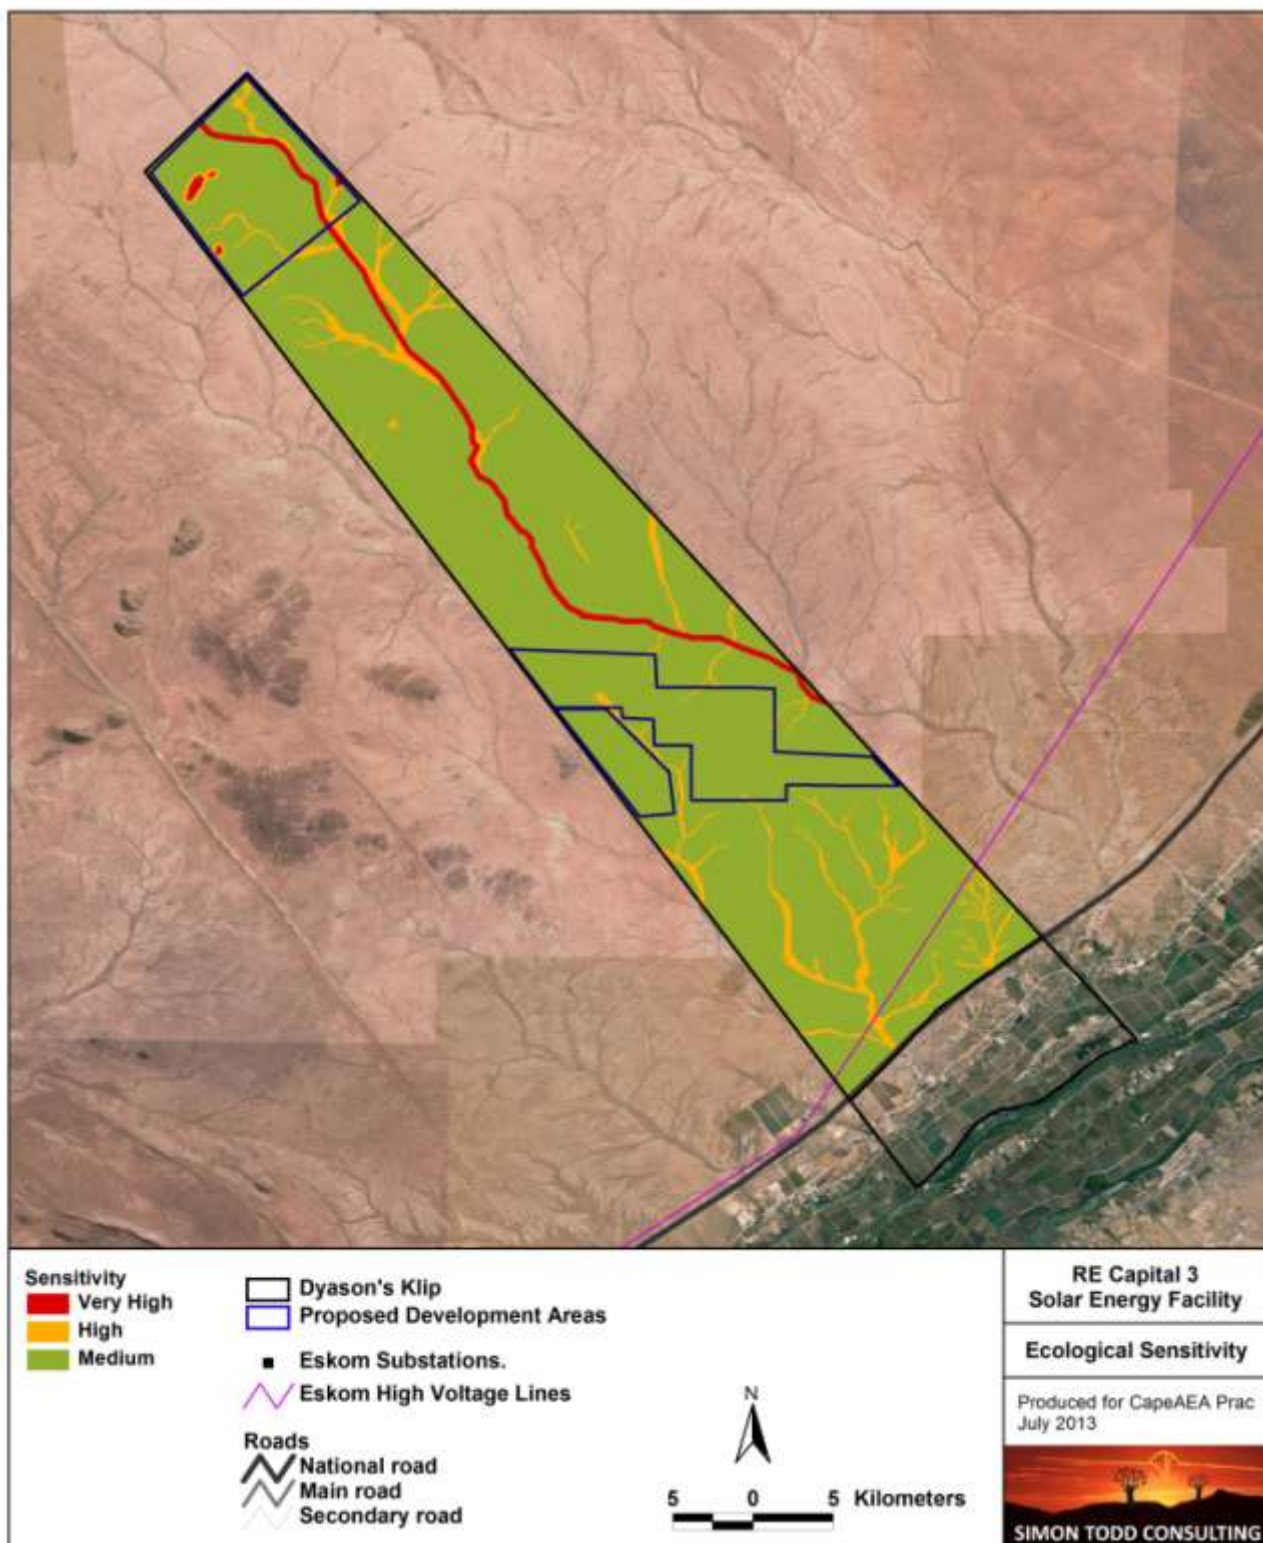 Sensitivity
Very High
High
Medium
Dyason's Klip
Proposed Development Areas
Eskom Substations.
Eskom High Voltage Lines
Roads
National road
Main road
Secondary road
N
5 0 5 Kilometers
RE Capital 3
Solar Energy Facility
Ecological Sensitivity
Produced for CapeAEA Prac
July 2013
SIMON TODD CONSULTING